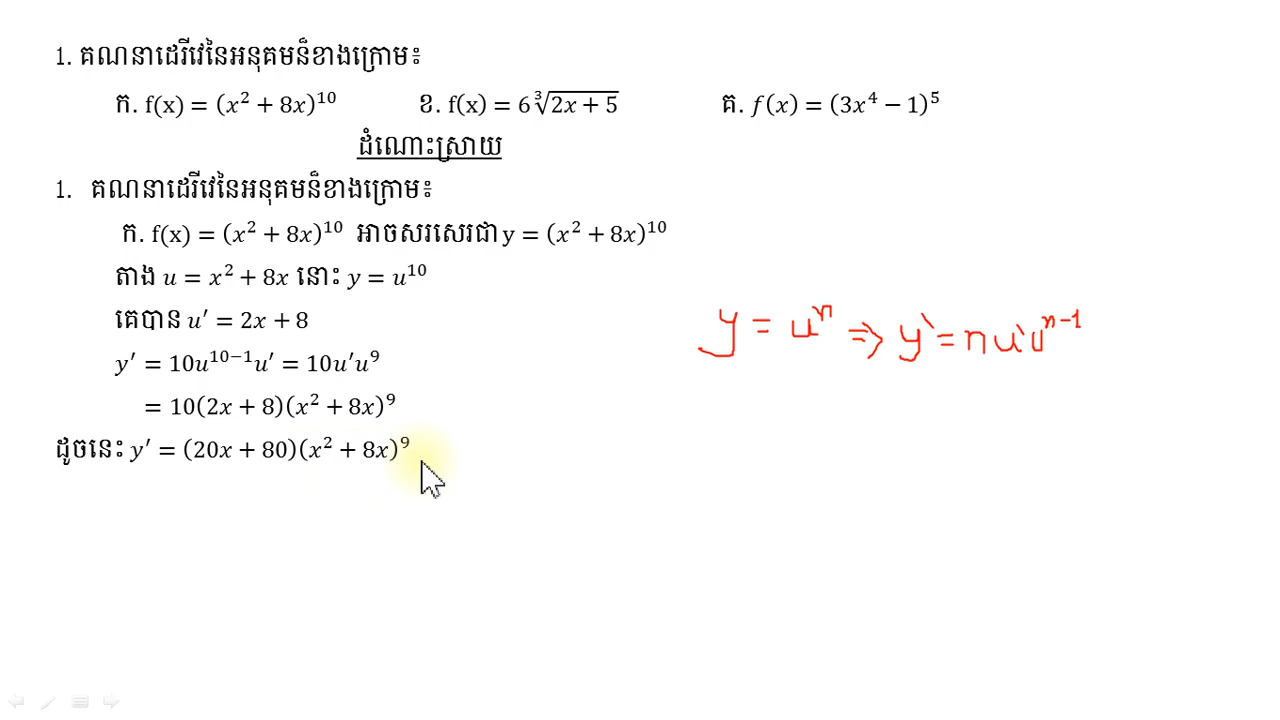 1. គណនាដេរីវេនៃអនុគមន៏ខាងក្រោម៖
ក. f(x) = (x² + 8x)¹⁰ ខ. f(x) = 6∛(2x + 5) គ. f(x) = (3x⁴ − 1)⁵
ដំណោះស្រាយ
1. គណនាដេរីវេនៃអនុគមន៏ខាងក្រោម៖
ក. f(x) = (x² + 8x)¹⁰ អាចសរសេរជា y = (x² + 8x)¹⁰
តាង u = x² + 8x នោះ y = u¹⁰
គេបាន u′ = 2x + 8
y = uⁿ ⇒ y' = nu'uⁿ⁻¹
y′ = 10u¹⁰⁻¹u′ = 10u′u⁹
= 10(2x + 8)(x² + 8x)⁹
ដូចនេះ y′ = (20x + 80)(x² + 8x)⁹